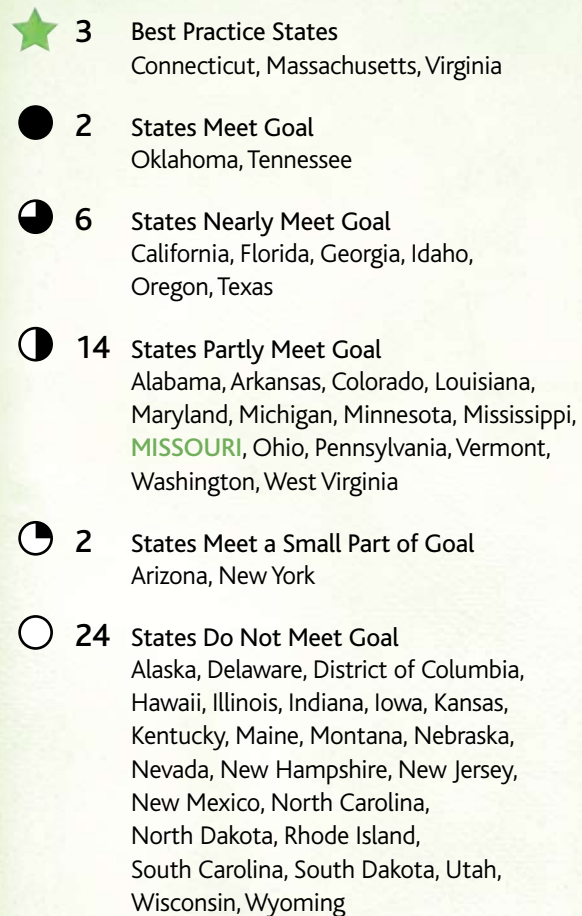 3 Best Practice States
Connecticut, Massachusetts, Virginia
2 States Meet Goal
Oklahoma, Tennessee
6 States Nearly Meet Goal
California, Florida, Georgia, Idaho,
Oregon, Texas
14 States Partly Meet Goal
Alabama, Arkansas, Colorado, Louisiana,
Maryland, Michigan, Minnesota, Mississippi,
MISSOURI, Ohio, Pennsylvania, Vermont,
Washington, West Virginia
2 States Meet a Small Part of Goal
Arizona, New York
24 States Do Not Meet Goal
Alaska, Delaware, District of Columbia,
Hawaii, Illinois, Indiana, Iowa, Kansas,
Kentucky, Maine, Montana, Nebraska,
Nevada, New Hampshire, New Jersey,
New Mexico, North Carolina,
North Dakota, Rhode Island,
South Carolina, South Dakota, Utah,
Wisconsin, Wyoming